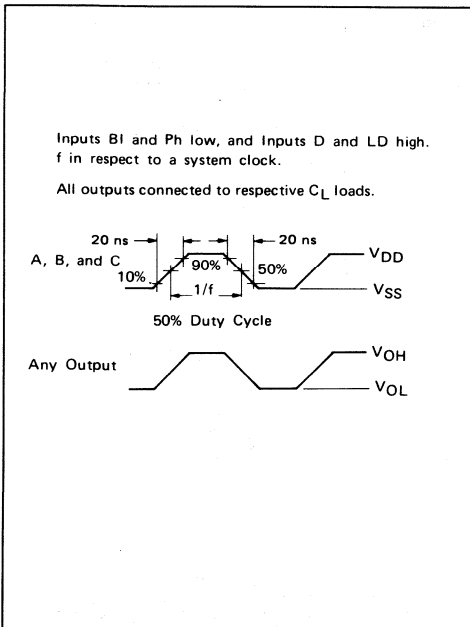 Inputs BI and Ph low, and Inputs D and LD high.
f in respect to a system clock.
All outputs connected to respective CL loads.
20 ns
20 ns
A, B, and C
VDD
10%
90%
50%
1/f
VSS
50% Duty Cycle
Any Output
VOH
VOL